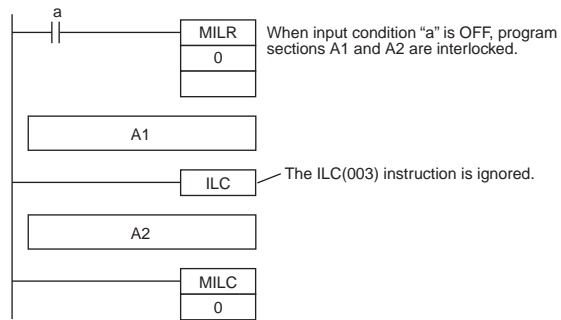 a
MILR
0
When input condition “a” is OFF, program
sections A1 and A2 are interlocked.
A1
ILC
The ILC(003) instruction is ignored.
A2
MILC
0